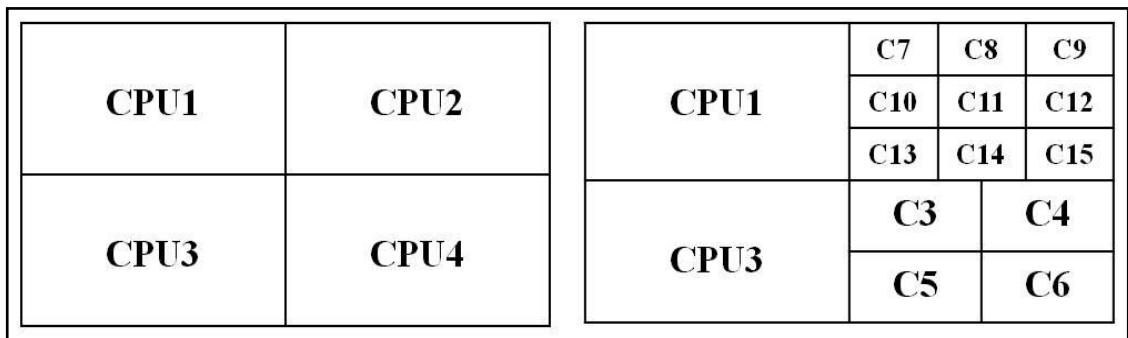 CPU1 CPU2
CPU3 CPU4
CPU1
C7 C8 C9
C10 C11 C12
C13 C14 C15
CPU3
C3 C4
C5 C6